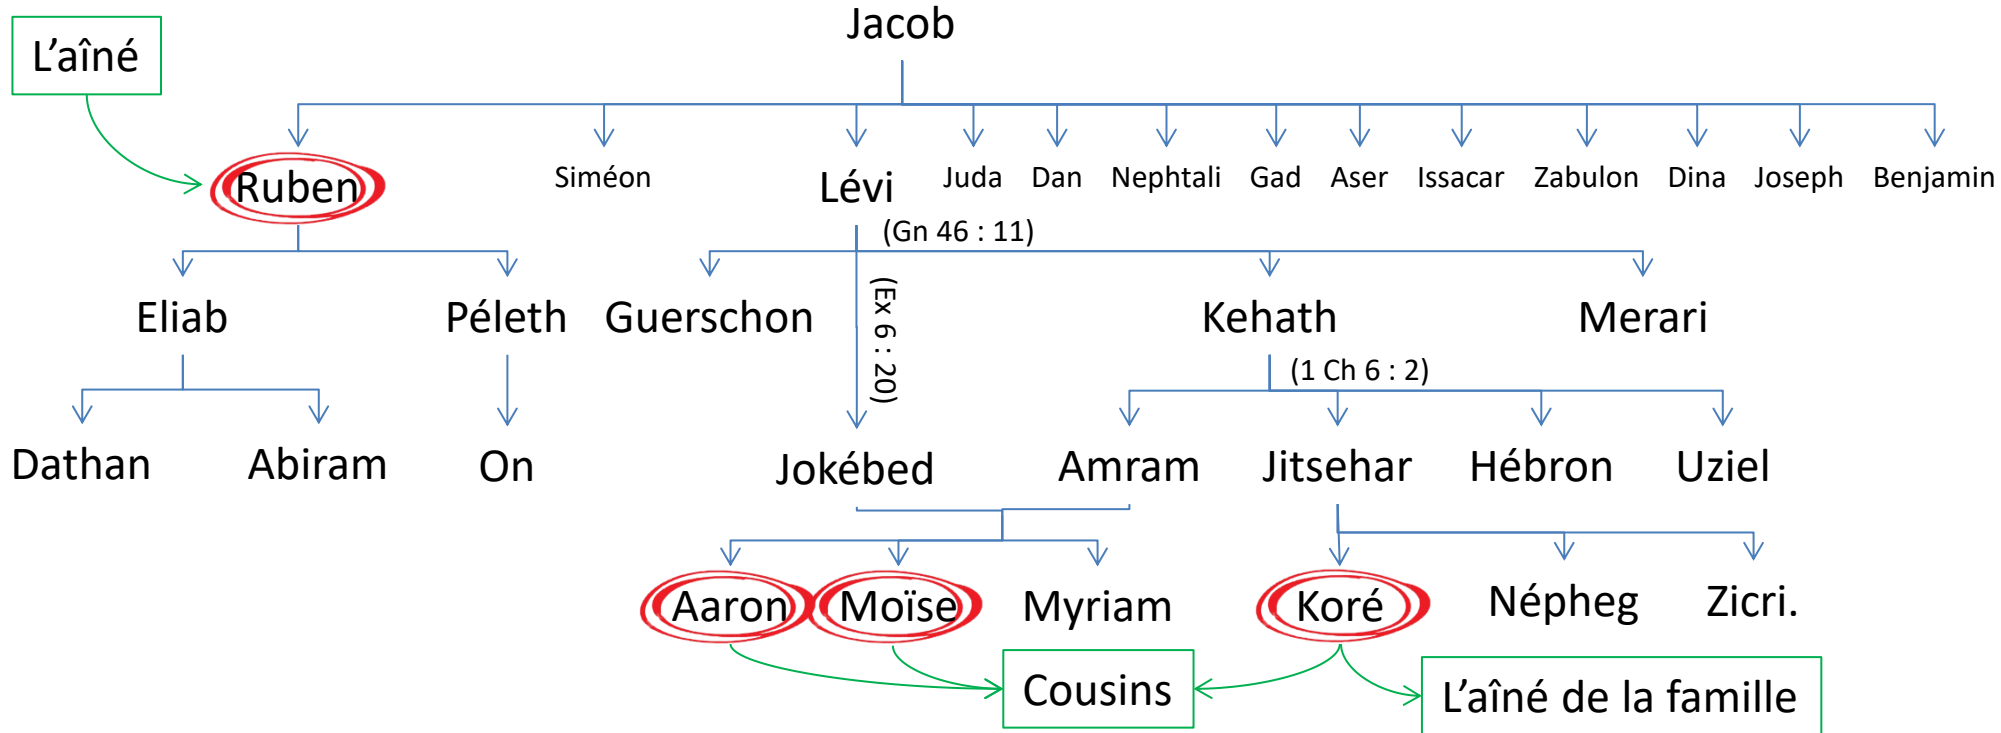 Jacob
L'aîné
Ruben
Siméon
Lévi
Juda
Dan
Nephtali
Gad
Aser
Issacar
Zabulon
Dina
Joseph
Benjamin
(Gn 46 : 11)
(Ex 6 : 20)
Eliab
Péleth
Guerschon
Kehath
Merari
(1 Ch 6 : 2)
Dathan
Abiram
On
Jokébed
Amram
Jitsehar
Hébron
Uziel
Aaron
Moïse
Myriam
Koré
Népheg
Zicri.
Cousins
L'aîné de la famille